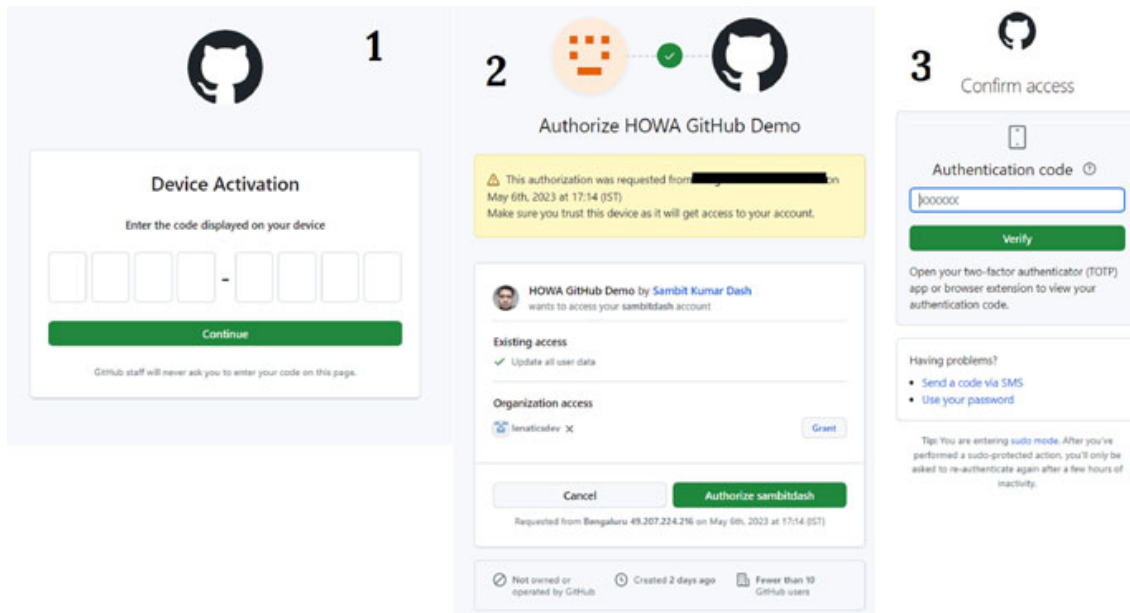 1
Device Activation
Enter the code displayed on your device
-
Continue
GitHub staff will never ask you to enter your code on this page.
2
Authorize HOWA GitHub Demo
This authorization was requested from on
May 6th, 2023 at 17:14 (IST)
Make sure you trust this device as it will get access to your account.
HOWA GitHub Demo by Sambit Kumar Dash
wants to access your sambitdash account
Existing access
Update all user data
Organization access
lenaticsdev
Grant
Cancel
Authorize sambitdash
Requested from Bengaluru 49.207.224.216 on May 6th, 2023 at 17:14 (IST)
Not owned or
operated by GitHub
Created 2 days ago
Fewer than 10
GitHub users
3
Confirm access
Authentication code
XXXXXX
Verify
Open your two-factor authenticator (TOTP)
app or browser extension to view your
authentication code.
Having problems?
• Send a code via SMS
• Use your password
Tip: You are entering sudo mode. After you've
performed a sudo-protected action, you'll only be
asked to re-authenticate again after a few hours of
inactivity.